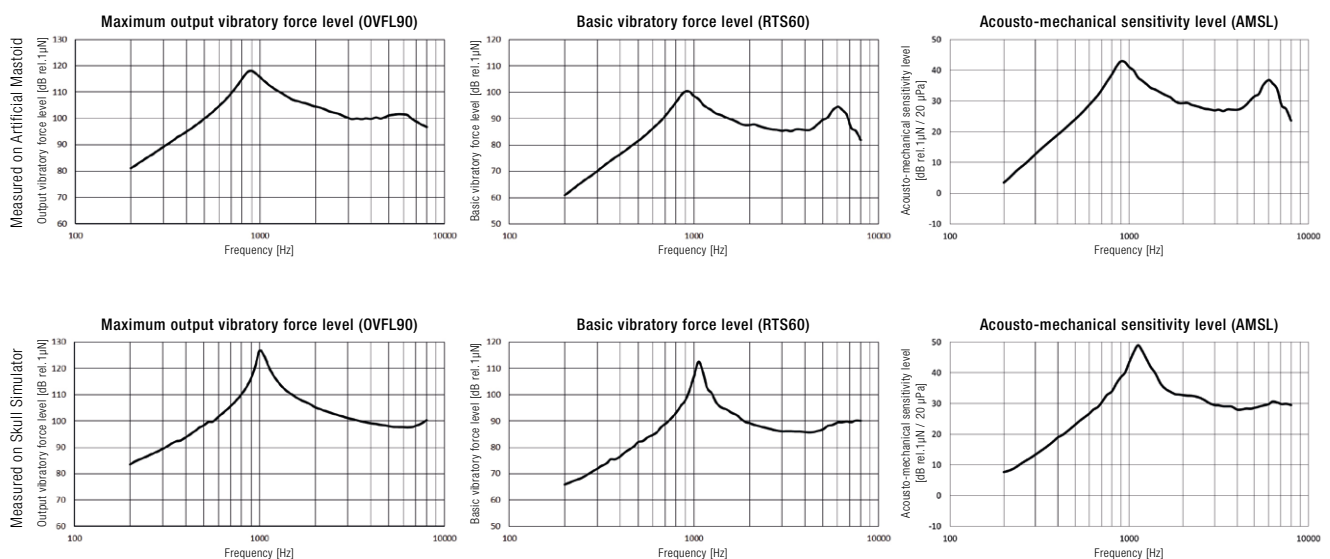 Measured on Artificial Mastoid
Maximum output vibratory force level (OVFL90)
Output vibratory force level [dB rel.1µN]
130
120
110
100
90
80
70
60
100
1000
10000
Frequency [Hz]
Basic vibratory force level (RTS60)
Basic vibratory force level [dB rel.1µN]
120
110
100
90
80
70
60
50
100
1000
10000
Frequency [Hz]
Acousto-mechanical sensitivity level (AMSL)
Acousto-mechanical sensitivity level
[dB rel.1µN / 20 µPa]
50
40
30
20
10
0
-10
100
1000
10000
Frequency [Hz]
Measured on Skull Simulator
Maximum output vibratory force level (OVFL90)
Output vibratory force level [dB rel.1µN]
130
120
110
100
90
80
70
60
100
1000
10000
Frequency [Hz]
Basic vibratory force level (RTS60)
Basic vibratory force level [dB rel.1µN]
120
110
100
90
80
70
60
50
100
1000
10000
Frequency [Hz]
Acousto-mechanical sensitivity level (AMSL)
Acousto-mechanical sensitivity level
[dB rel.1µN / 20 µPa]
50
40
30
20
10
0
-10
100
1000
10000
Frequency [Hz]